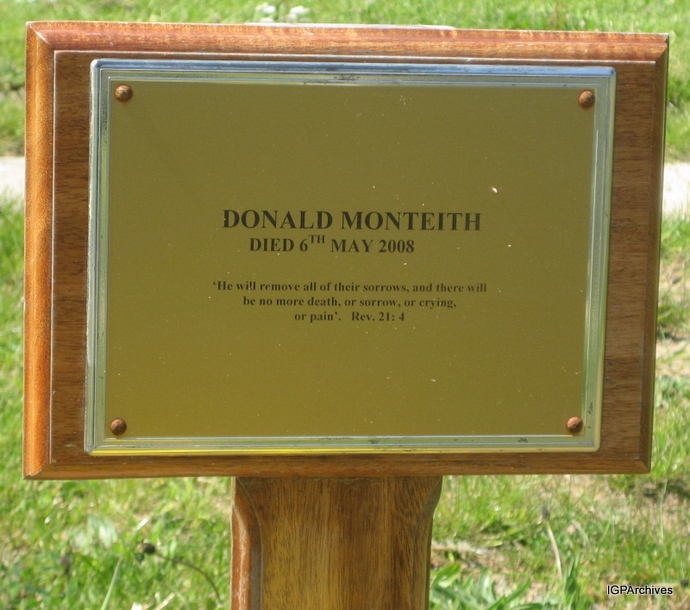 DONALD MONTEITH
DIED 6TH MAY 2008
‘He will remove all of their sorrows, and there will
be no more death, or sorrow, or crying,
or pain’. Rev. 21: 4
IGPArchives